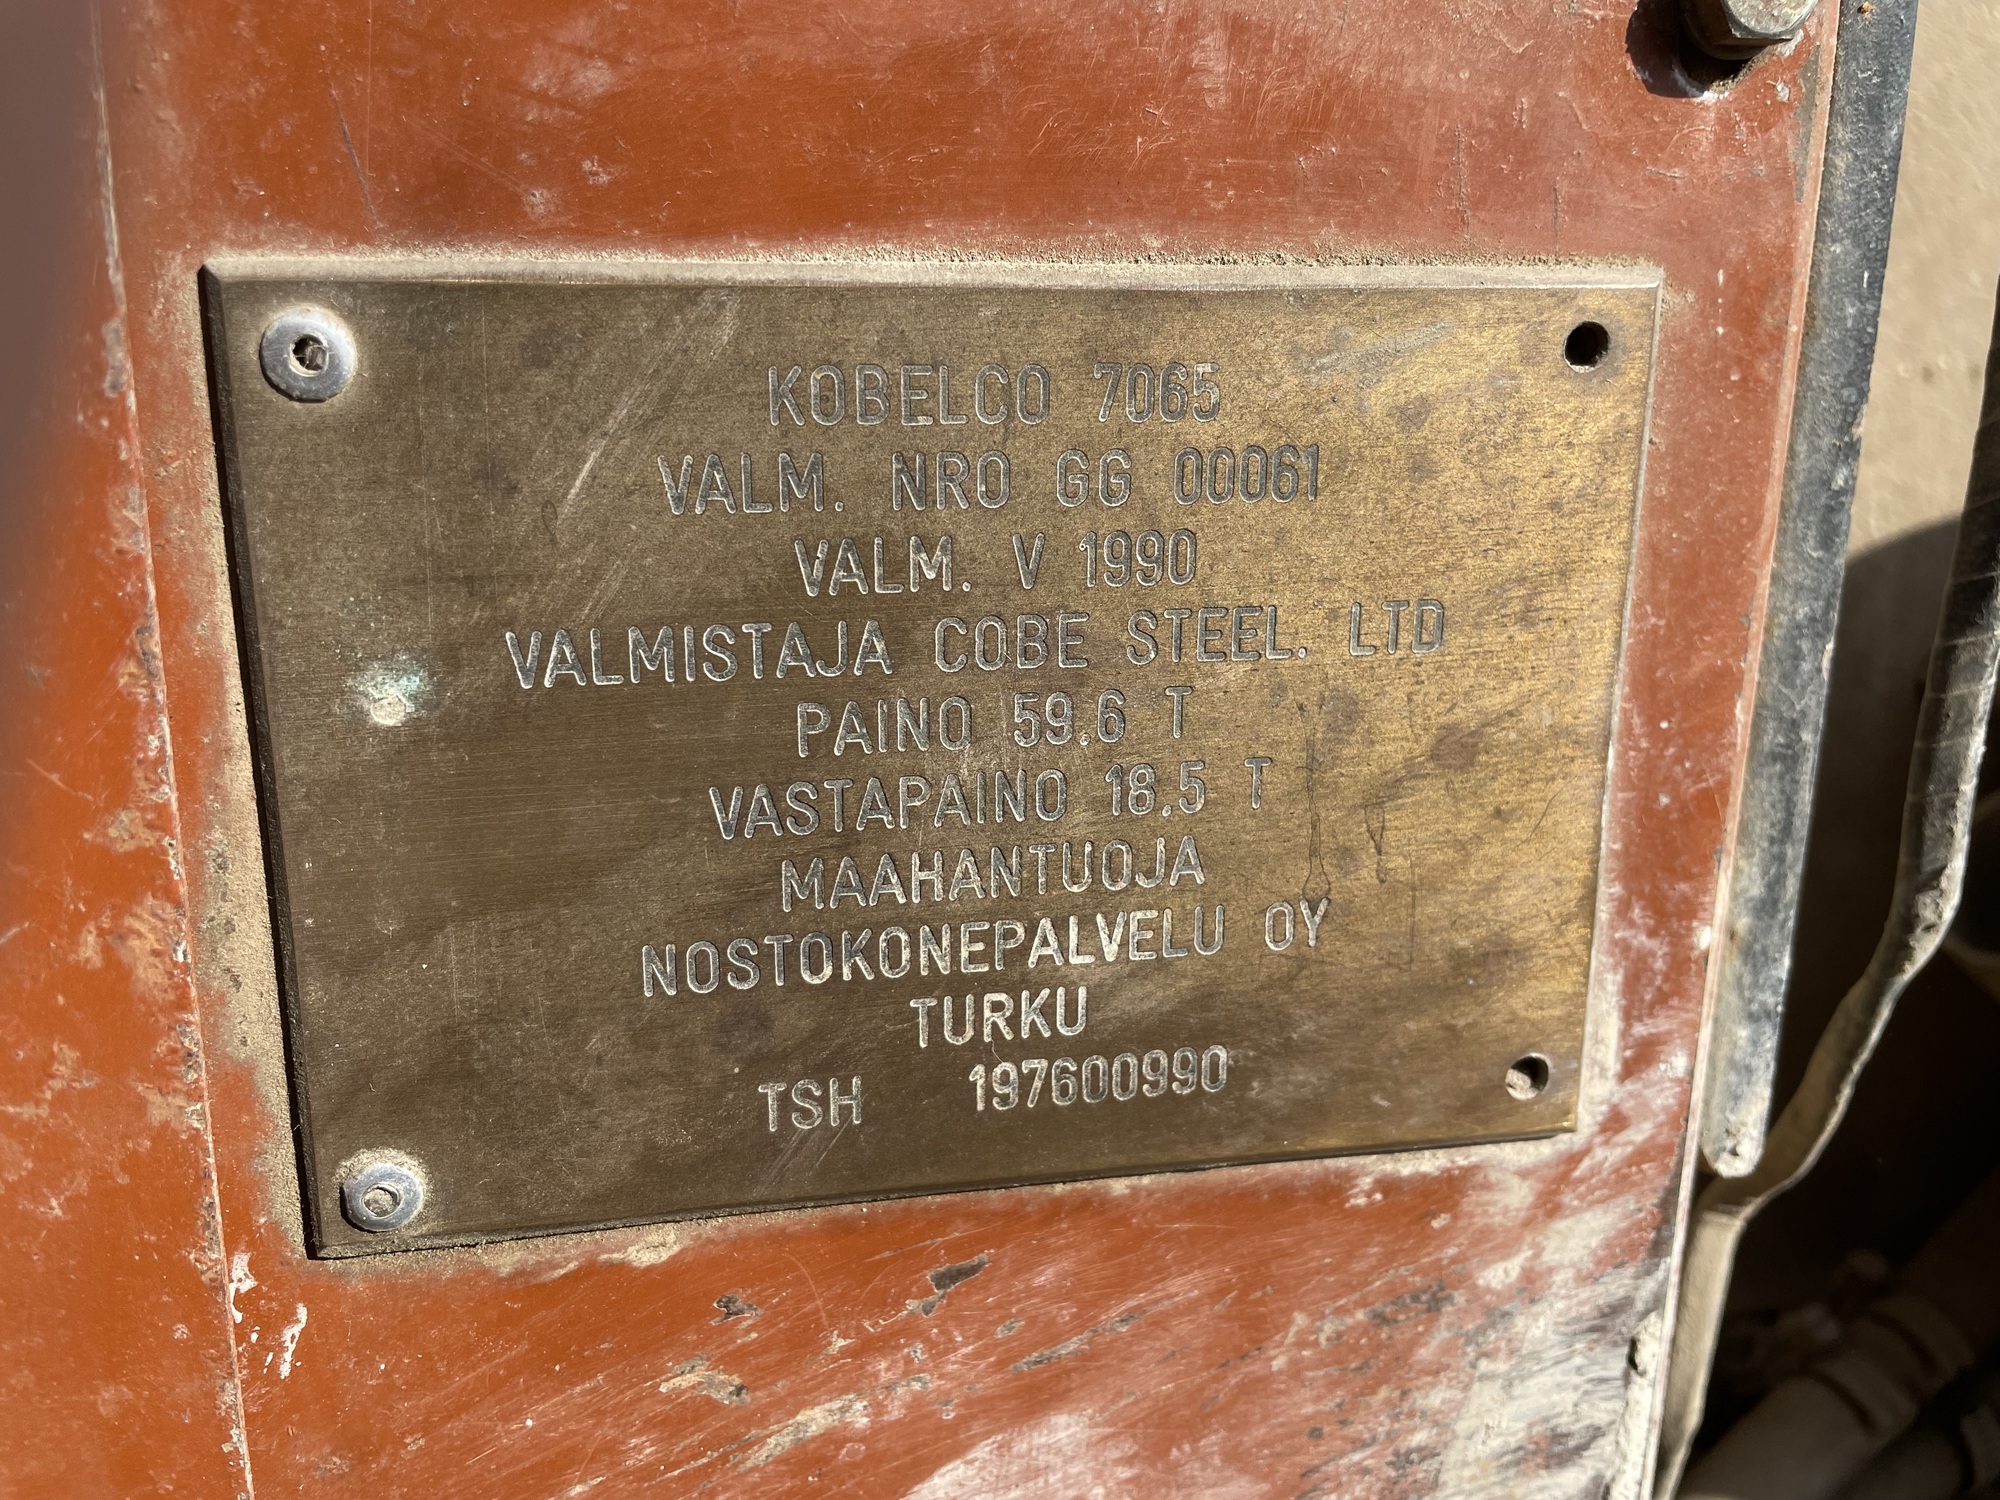 KOBELCO 7065
VALM. NRO GG 00061
VALM. V 1990
VALMISTAJA COBE STEEL. LTD
PAINO 59.6 T
VASTAPAINO 18.5 T
MAAHANTUOJA
NOSTOKONEPALVELU OY
TURKU
TSH 197600990